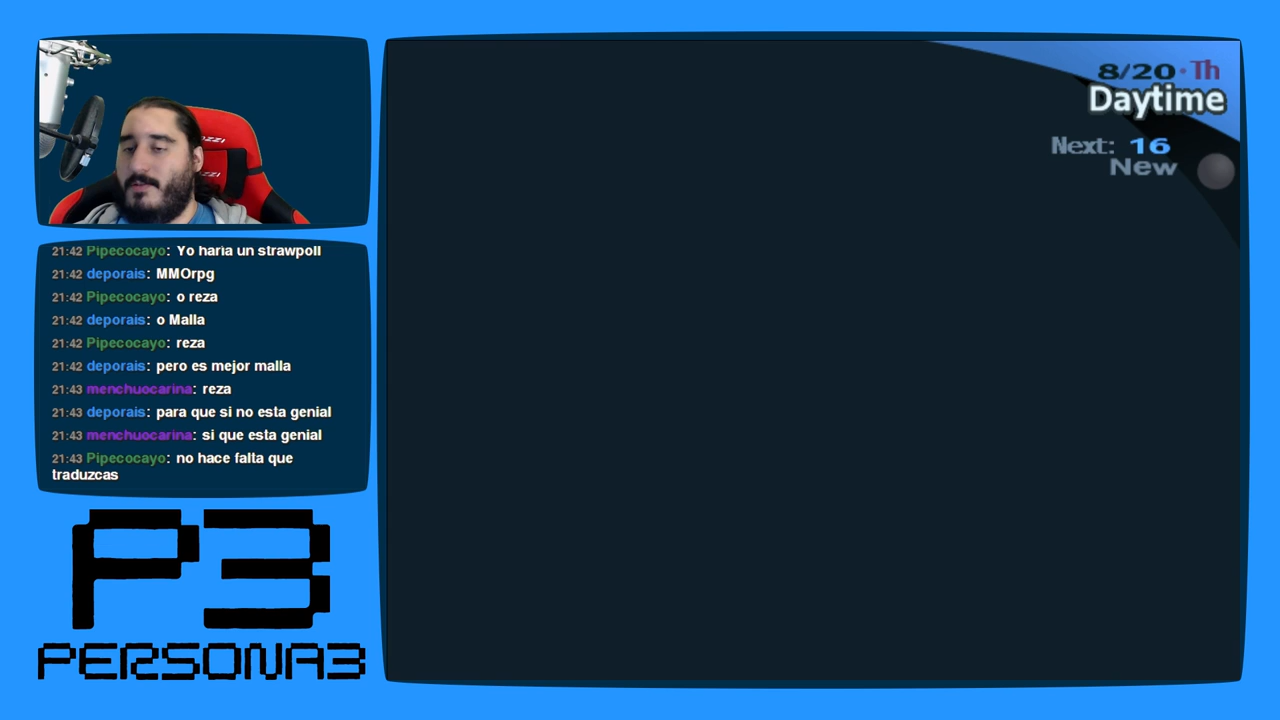 21:42 Pipecocayo: Yo haría un strawpoll
21:42 deporais: MMOrpg
21:42 Pipecocayo: o reza
21:42 deporais: o Malla
21:42 Pipecocayo: reza
21:42 deporais: pero es mejor malla
21:43 menchuocarina: reza
21:43 deporais: para que si no esta genial
21:43 menchuocarina: si que esta genial
21:43 Pipecocayo: no hace falta que
traduzcas
P3
PERSONA3
8/20·Th
Daytime
Next: 16
New